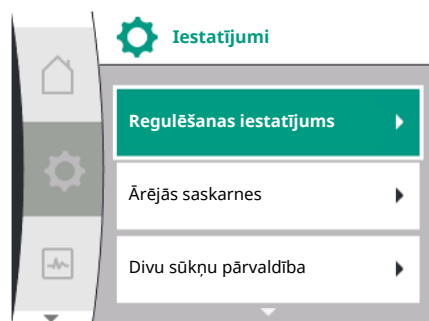 Iestatījumi
Regulēšanas iestatījums
Ārējās saskarnes
Divu sūkņu pārvaldība